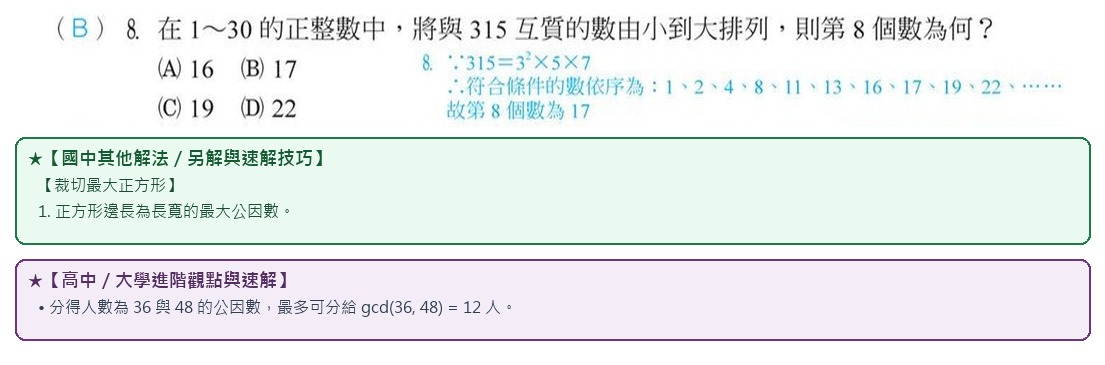 （B）8. 在 1～30 的正整數中，將與 315 互質的數由小到大排列，則第 8 個數為何？
(A) 16 (B) 17
(C) 19 (D) 22
8. ∵315＝3²×5×7
∴符合條件的數依序為：1、2、4、8、11、13、16、17、19、22、⋯⋯
故第 8 個數為 17
★【國中其他解法 / 另解與速解技巧】
【裁切最大正方形】
1. 正方形邊長為長寬的最大公因數。
★【高中 / 大學進階觀點與速解】
• 分得人數為 36 與 48 的公因數，最多可分給 gcd(36, 48) = 12 人。